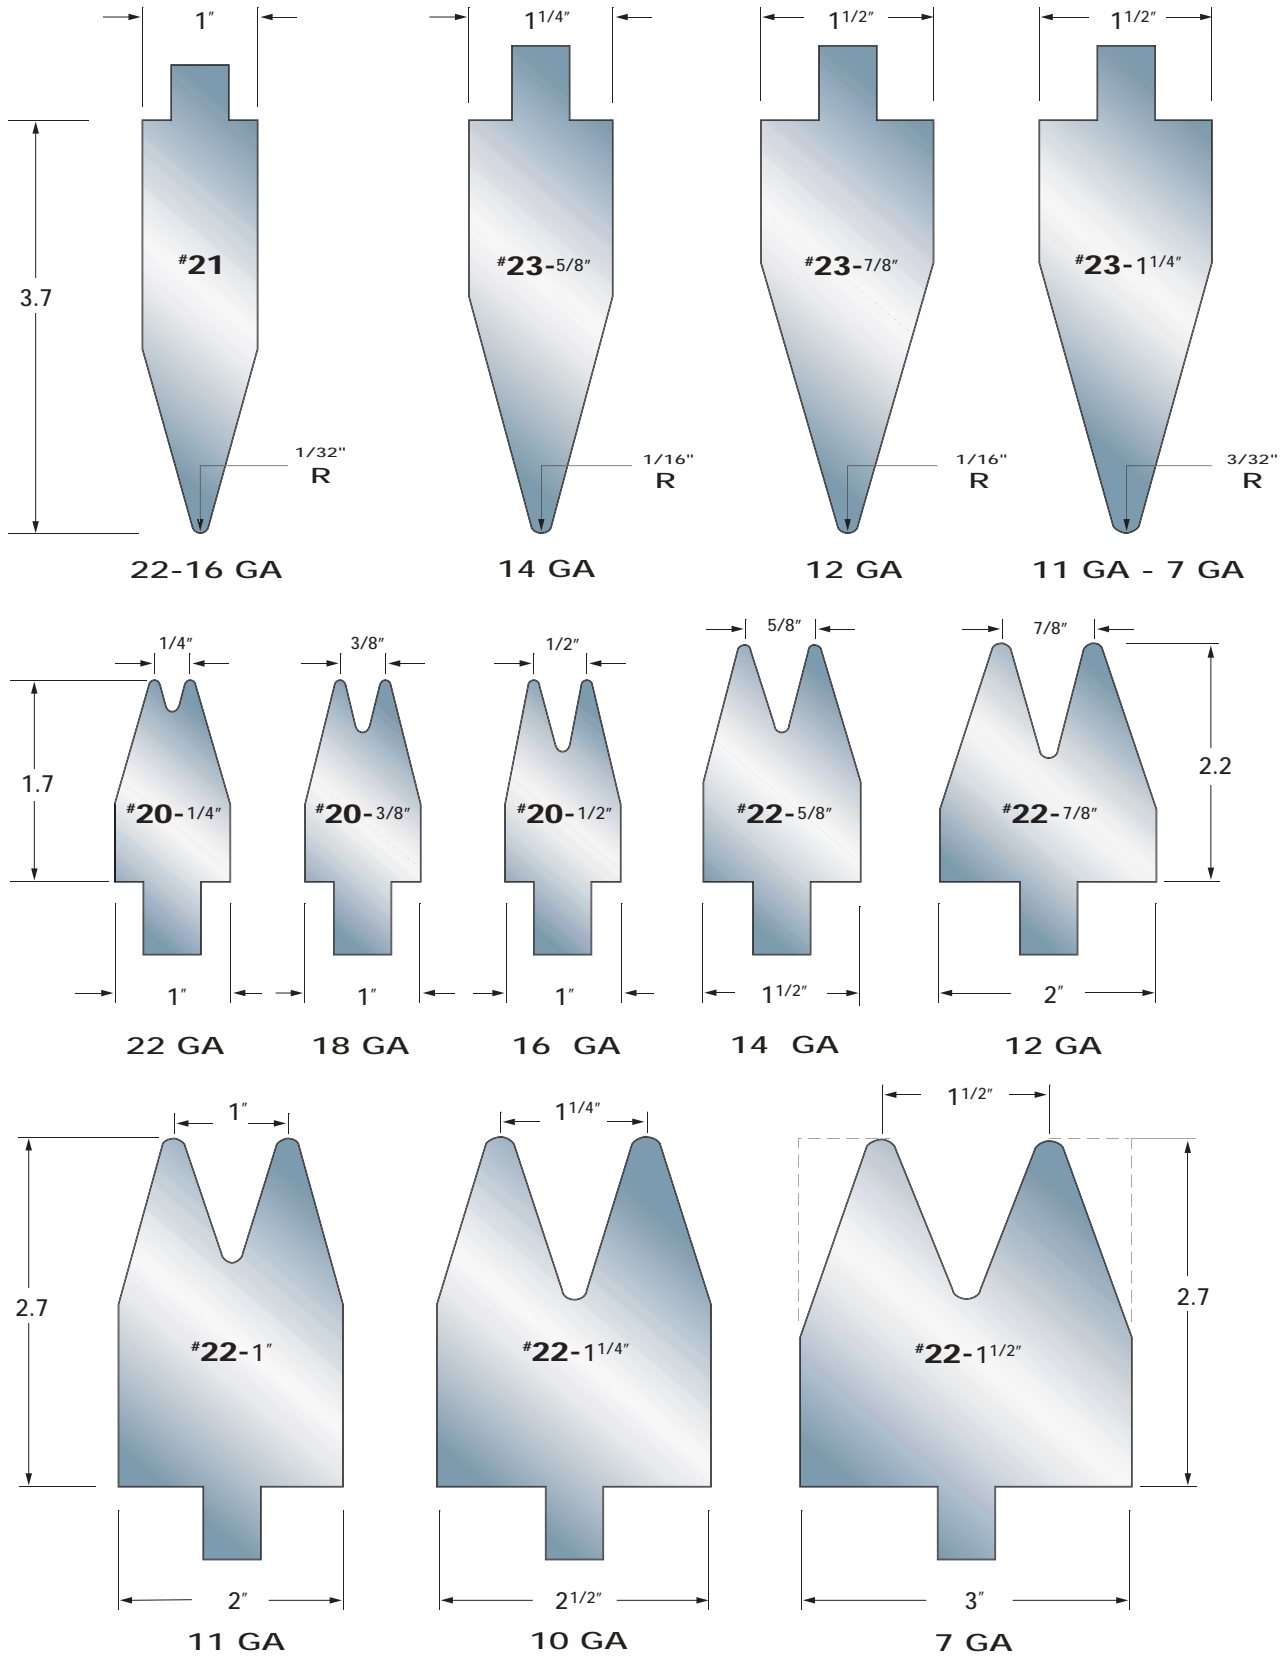 1″ 1 1/4″ 1 1/2″ 1 1/2″
#21 #23-5/8″ #23-7/8″ #23-1 1/4″
3.7
1/32" 1/16" 1/16" 3/32"
R R R R
22-16 GA 14 GA 12 GA 11 GA - 7 GA
1/4″ 3/8″ 1/2″ 5/8″ 7/8″
1.7 2.2
#20-1/4″ #20-3/8″ #20-1/2″ #22-5/8″ #22-7/8″
1″ 1″ 1″ 1 1/2″ 2″
22 GA 18 GA 16 GA 14 GA 12 GA
1″ 1 1/4″ 1 1/2″
2.7 2.7
#22-1″ #22-1 1/4″ #22-1 1/2″
2″ 2 1/2″ 3″
11 GA 10 GA 7 GA